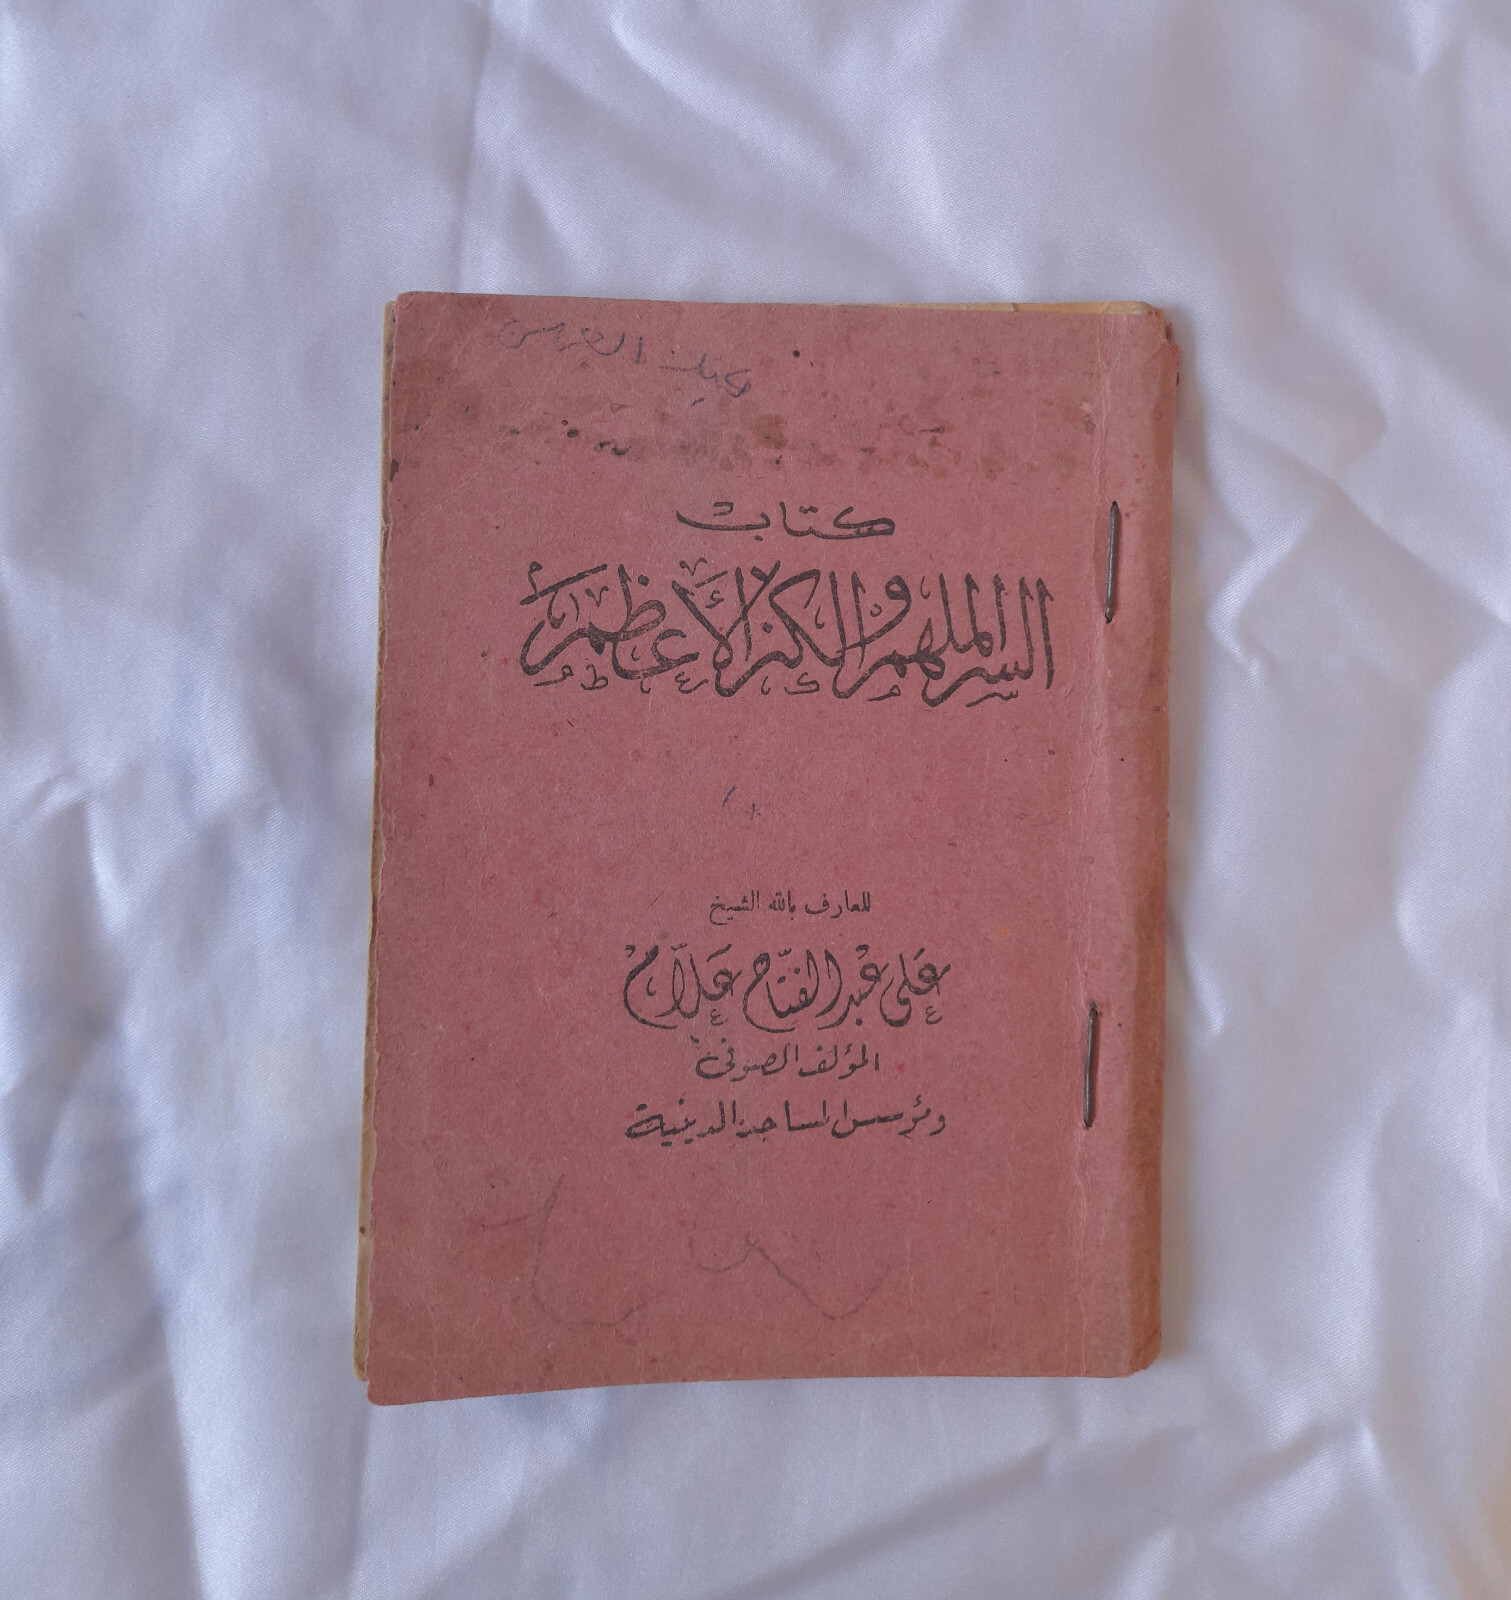 كتاب
السر الملهم والكنز الأعظم
للعارف بالله الشيخ
على عبد الفتاح علام
المؤلف الصوفى
ومؤسس المساجد الدينية